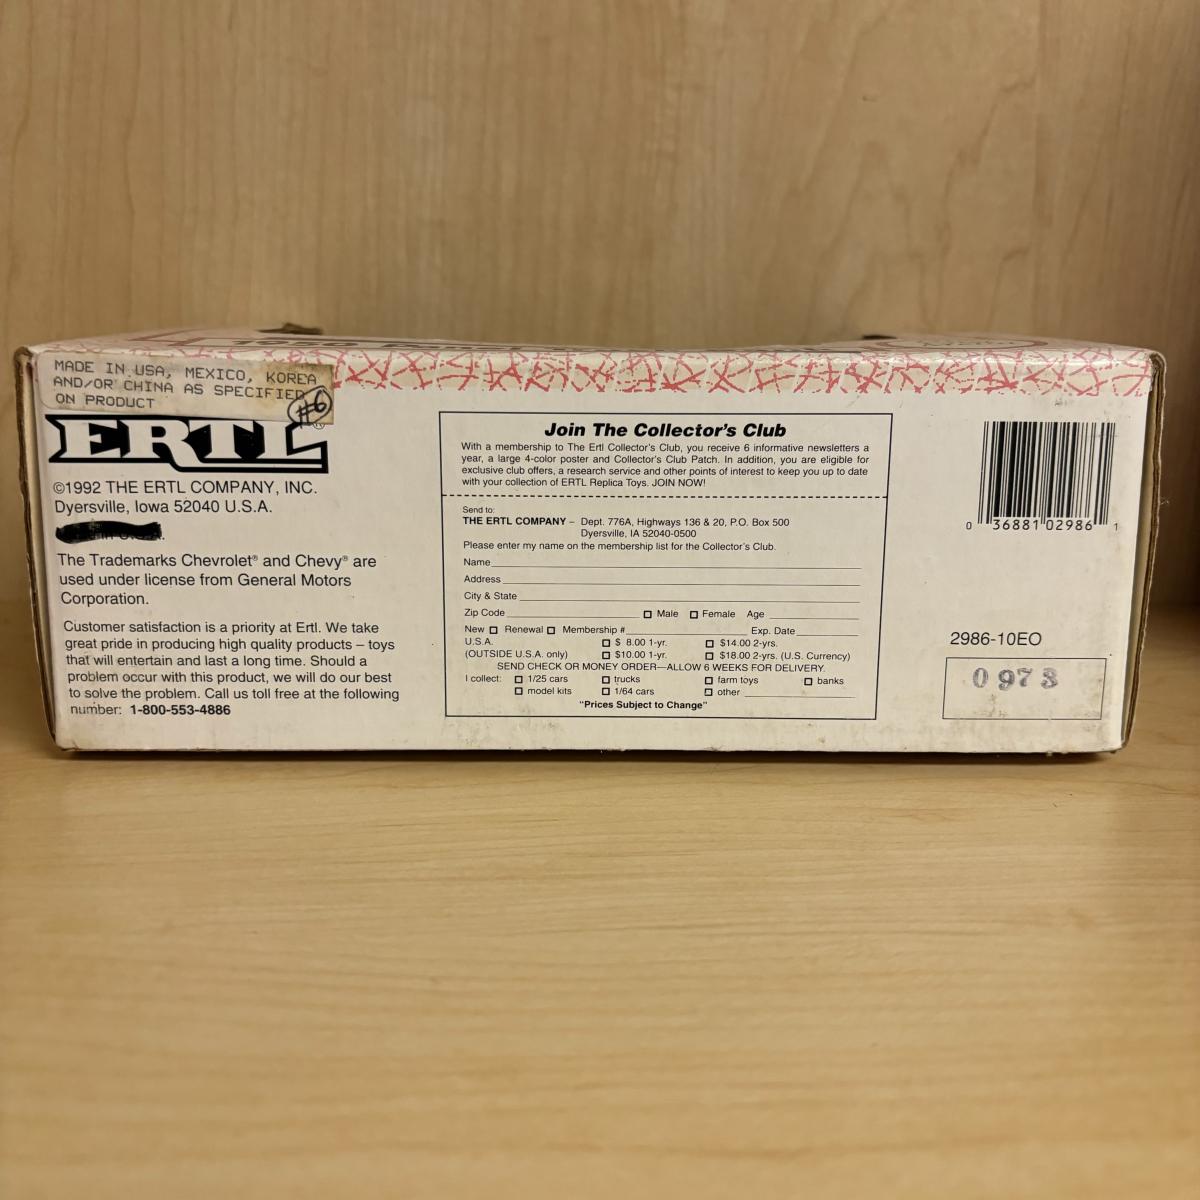 1950
MADE IN USA, MEXICO, KOREA
AND/OR CHINA AS SPECIFIED
ON PRODUCT
#6
ERTL®
©1992 THE ERTL COMPANY, INC.
Dyersville, Iowa 52040 U.S.A.
The Trademarks Chevrolet® and Chevy® are
used under license from General Motors
Corporation.
Customer satisfaction is a priority at Ertl. We take
great pride in producing high quality products – toys
that will entertain and last a long time. Should a
problem occur with this product, we will do our best
to solve the problem. Call us toll free at the following
number: 1-800-553-4886
Join The Collector's Club
With a membership to The Ertl Collector's Club, you receive 6 informative newsletters a
year, a large 4-color poster and Collector's Club Patch. In addition, you are eligible for
exclusive club offers, a research service and other points of interest to keep you up to date
with your collection of ERTL Replica Toys. JOIN NOW!
Send to:
THE ERTL COMPANY – Dept. 776A, Highways 136 & 20, P.O. Box 500
Dyersville, IA 52040-0500
Please enter my name on the membership list for the Collector's Club.
Name
Address
City & State
Zip Code Male Female Age
New Renewal Membership # Exp. Date
U.S.A. $ 8.00 1-yr. $14.00 2-yrs.
(OUTSIDE U.S.A. only) $10.00 1-yr. $18.00 2-yrs. (U.S. Currency)
SEND CHECK OR MONEY ORDER—ALLOW 6 WEEKS FOR DELIVERY.
I collect: 1/25 cars trucks farm toys banks
model kits 1/64 cars other
"Prices Subject to Change"
0 36881 02986 1
2986-10EO
0973